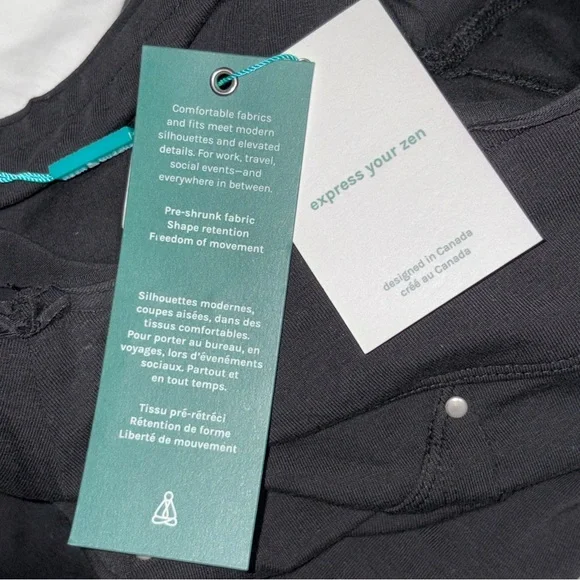 Comfortable fabrics
and fits meet modern
silhouettes and elevated
details. For work, travel,
social events—and
everywhere in between.
Pre-shrunk fabric
Shape retention
Freedom of movement
Silhouettes modernes,
coupes aisées, dans des
tissus comfortables.
Pour porter au bureau, en
voyages, lors d'événements
sociaux. Partout et
en tout temps.
Tissu pré-rétréci
Rétention de forme
Liberté de mouvement
express your zen
designed in Canada
créé au Canada